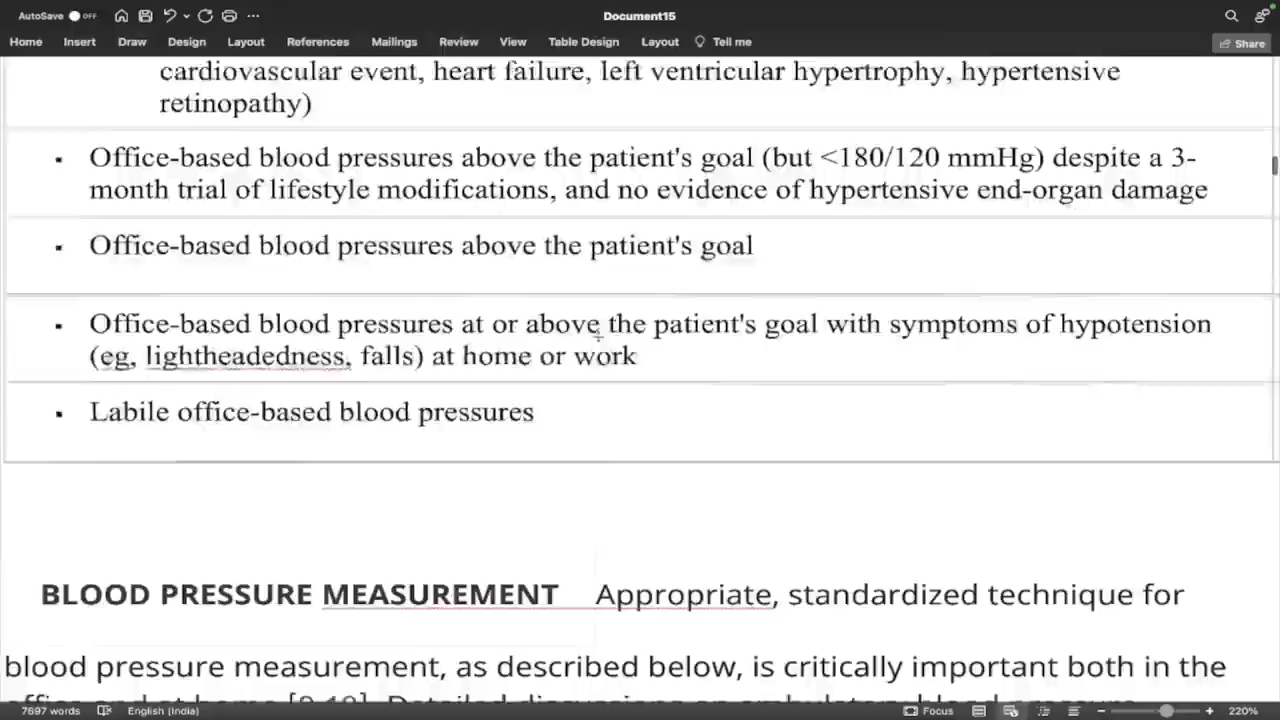 AutoSave OFF
Document15
Home Insert Draw Design Layout References Mailings Review View Table Design Layout Tell me Share
cardiovascular event, heart failure, left ventricular hypertrophy, hypertensive
retinopathy)
▪ Office-based blood pressures above the patient's goal (but <180/120 mmHg) despite a 3-
month trial of lifestyle modifications, and no evidence of hypertensive end-organ damage
▪ Office-based blood pressures above the patient's goal
▪ Office-based blood pressures at or above the patient's goal with symptoms of hypotension
(eg, lightheadedness, falls) at home or work
▪ Labile office-based blood pressures
BLOOD PRESSURE MEASUREMENT Appropriate, standardized technique for
blood pressure measurement, as described below, is critically important both in the
7697 words English (India) Focus 220%